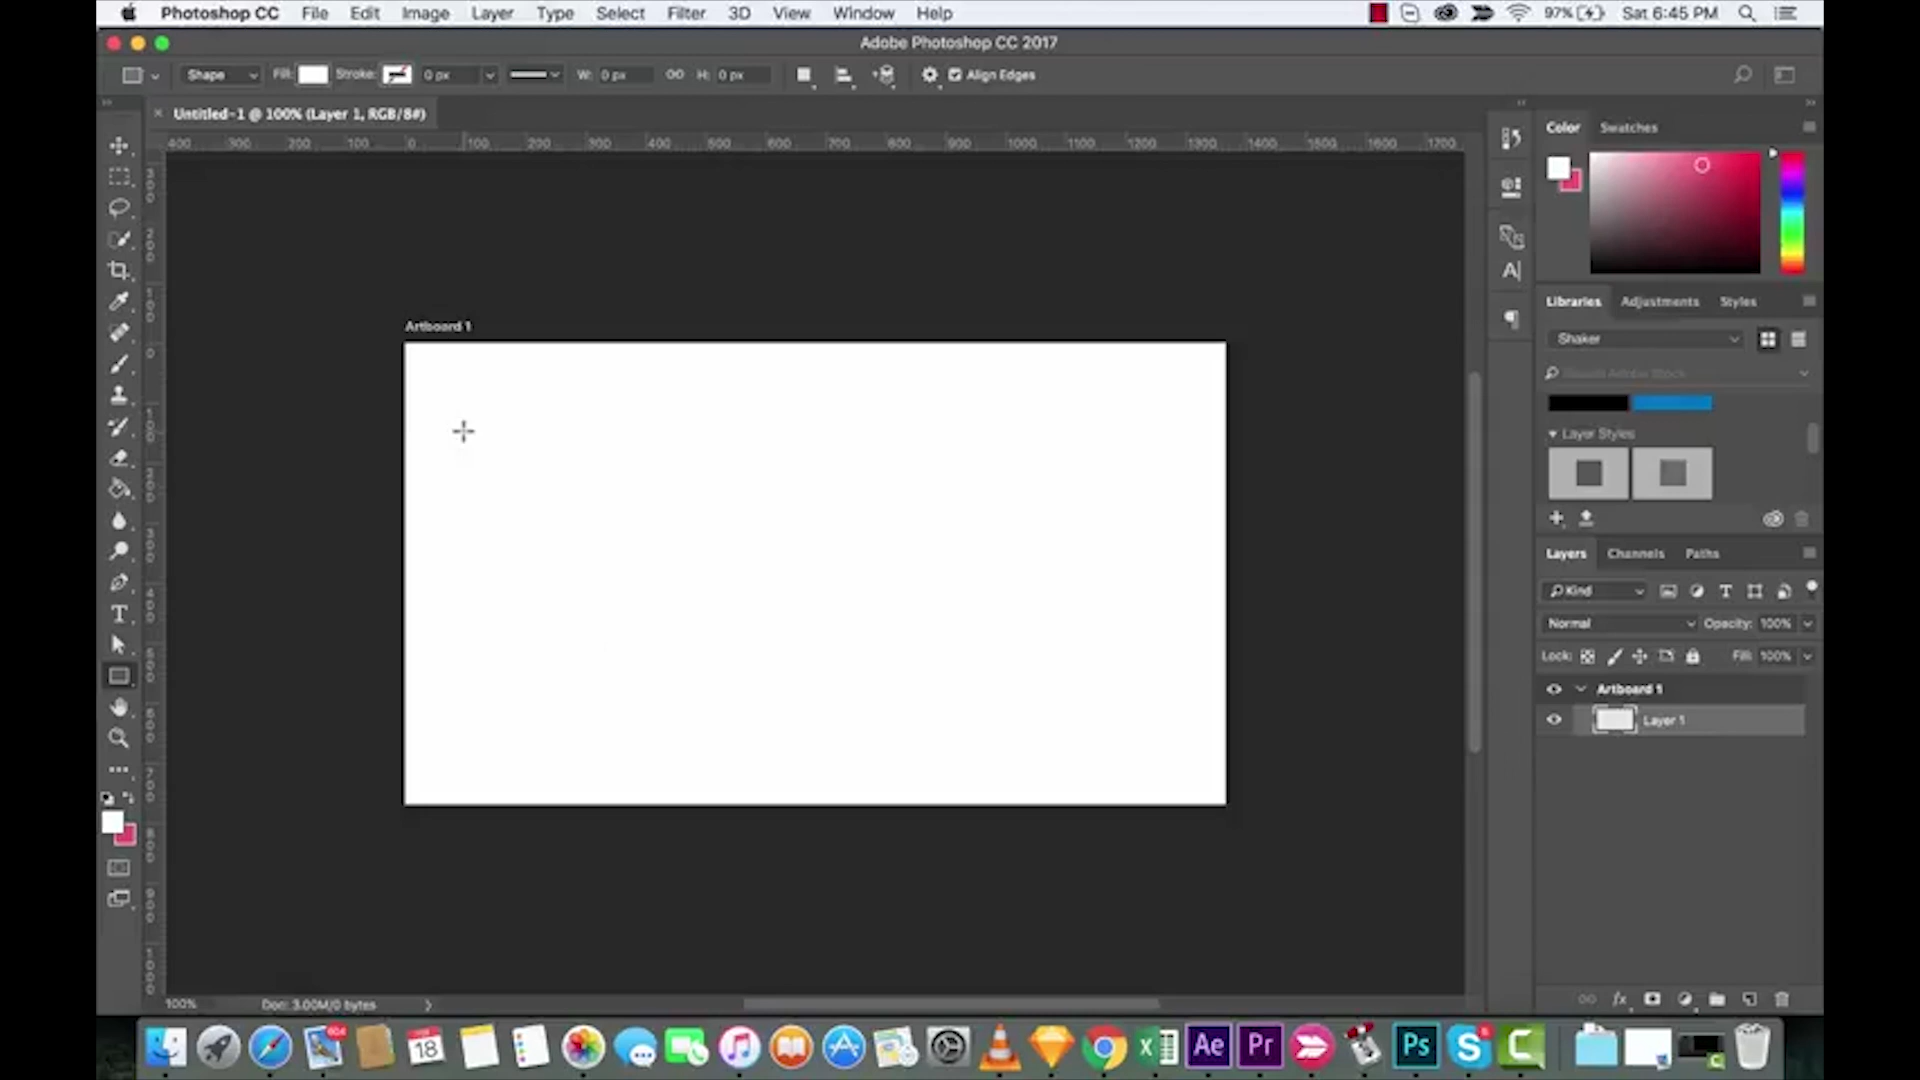 Photoshop CC File Edit Image Layer Type Select Filter 3D View Window Help 97% Sat 6:45 PM
Adobe Photoshop CC 2017
Shape Fill: Stroke: 0 px W: 0 px H: 0 px Align Edges
Untitled-1 @ 100% (Layer 1, RGB/8#)
400 300 200 100 0 100 200 300 400 500 600 700 800 900 1000 1100 1200 1300 1400 1500 1600 1700
Color Swatches
Libraries Adjustments Styles
Shaker
Search Adobe Stock
Layer Styles
Artboard 1
Layers Channels Paths
Kind
Normal Opacity: 100%
Lock: Fill: 100%
Artboard 1
Layer 1
100% Doc: 3.00M/0 bytes
18
Ae Pr Ps